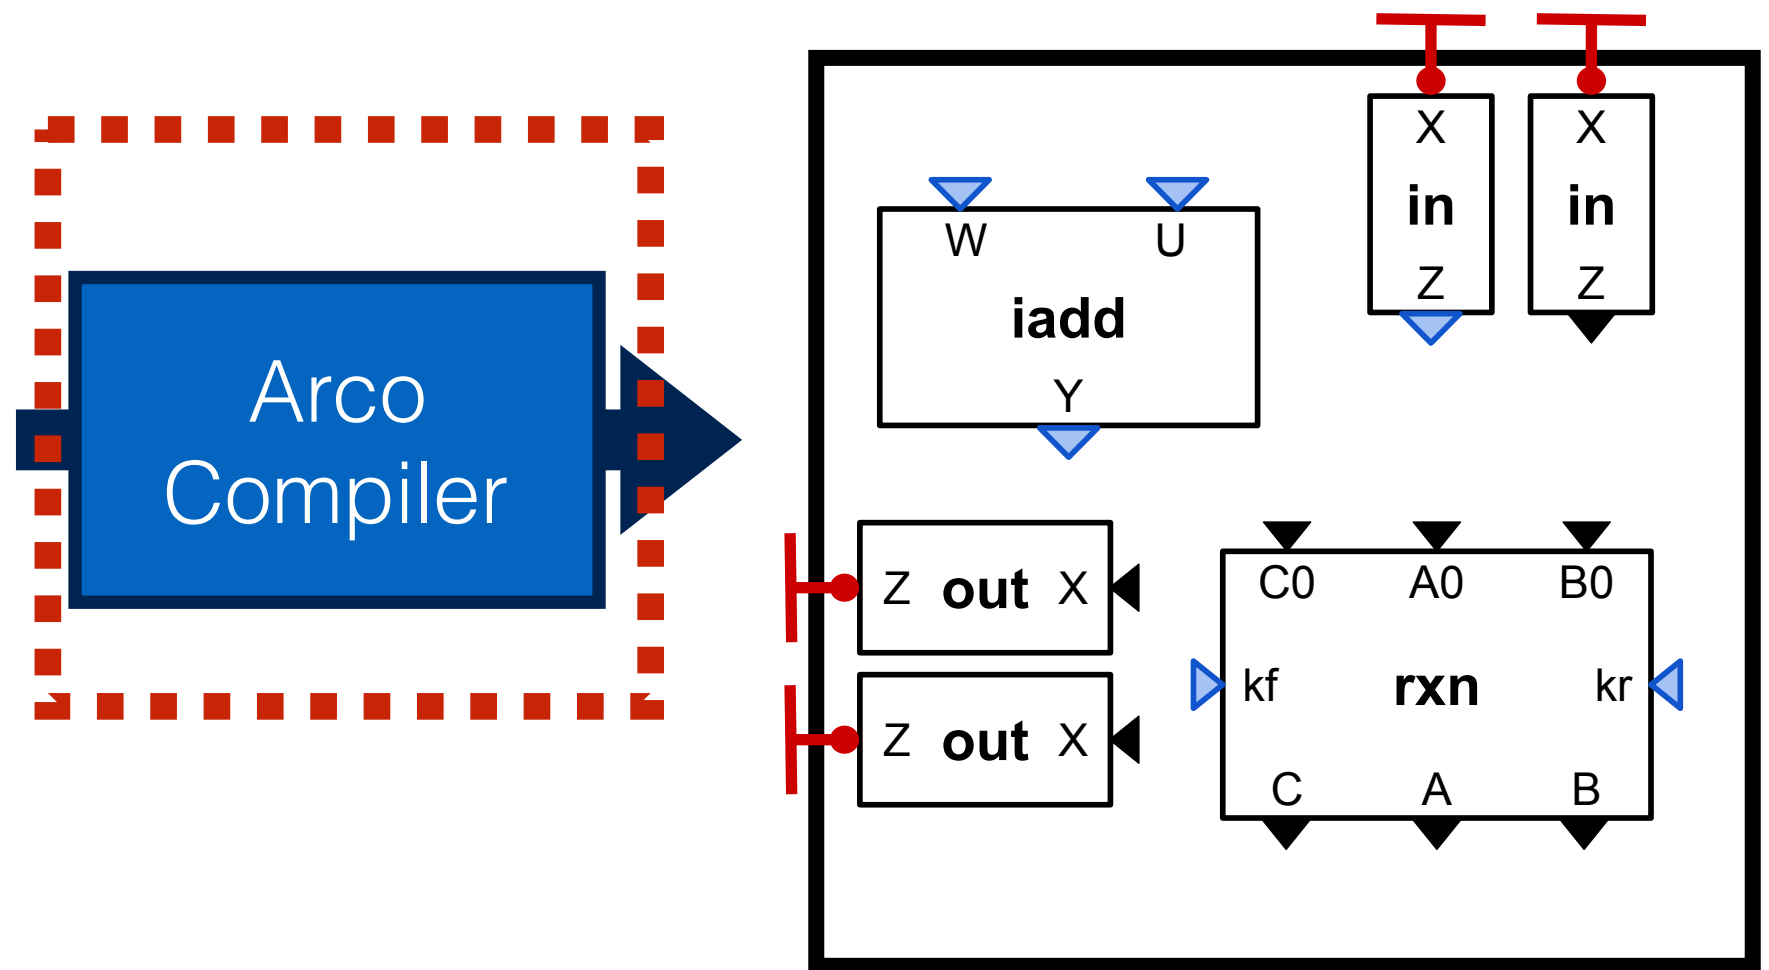 Arco
Compiler
X
in
Z
X
in
Z
W U
iadd
Y
Z out X
Z out X
C0 A0 B0
kf rxn kr
C A B